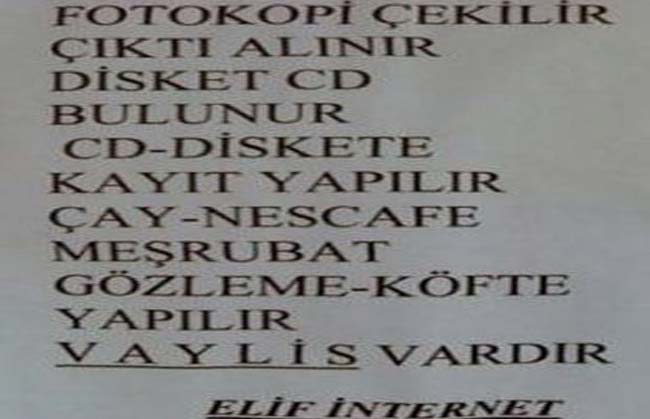 FOTOKOPİ ÇEKİLİR
ÇIKTI ALINIR
DİSKET CD
BULUNUR
CD-DİSKETE
KAYIT YAPILIR
ÇAY-NESCAFE
MEŞRUBAT
GÖZLEME-KÖFTE
YAPILIR
V A Y L İ S VARDIR
ELİF İNTERNET